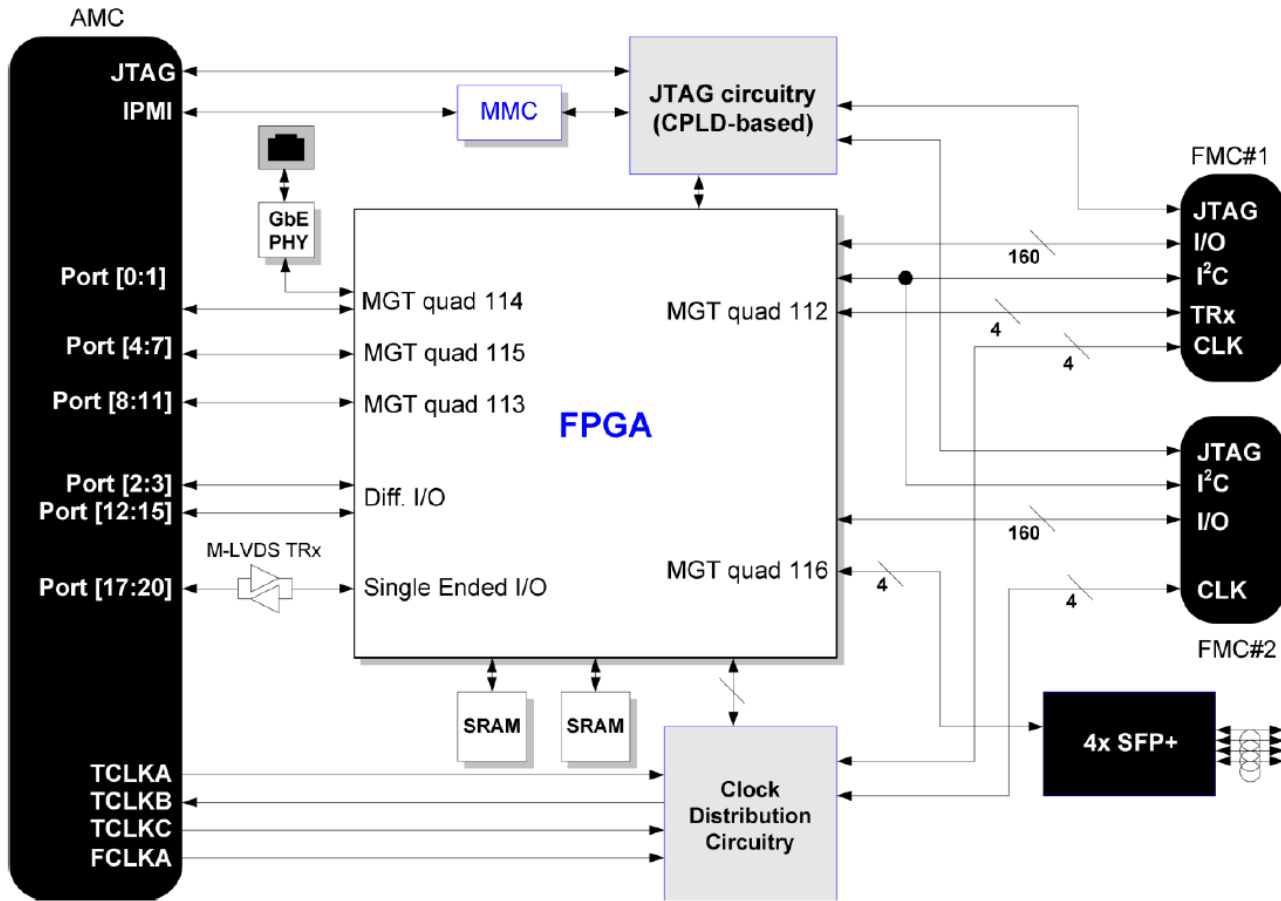 AMC
JTAG
IPMI
MMC
JTAG circuitry
(CPLD-based)
GbE
PHY
Port [0:1]
Port [4:7]
Port [8:11]
Port [2:3]
Port [12:15]
M-LVDS TRx
Port [17:20]
MGT quad 114
MGT quad 115
MGT quad 113
Diff. I/O
Single Ended I/O
FPGA
MGT quad 112
MGT quad 116
160
4
4
160
4
4
FMC#1
JTAG
I/O
I²C
TRx
CLK
JTAG
I²C
I/O
CLK
FMC#2
SRAM
SRAM
4x SFP+
TCLKA
TCLKB
TCLKC
FCLKA
Clock
Distribution
Circuitry